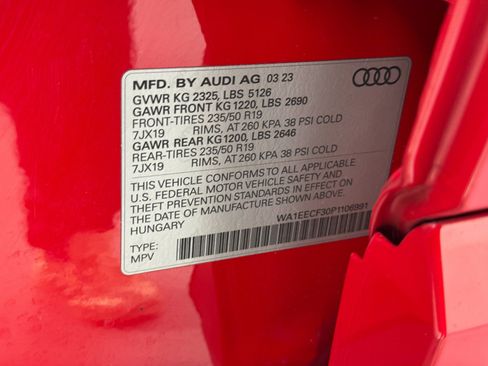 MFD. BY AUDI AG 03 23
GVWR KG 2325, LBS 5126
GAWR FRONT KG 1220, LBS 2690
FRONT-TIRES 235/50 R19
7JX19 RIMS, AT 260 KPA 38 PSI COLD
GAWR REAR KG1200, LBS 2646
REAR-TIRES 235/50 R19
7JX19 RIMS, AT 260 KPA 38 PSI COLD
THIS VEHICLE CONFORMS TO ALL APPLICABLE
U.S. FEDERAL MOTOR VEHICLE SAFETY AND
THEFT PREVENTION STANDARDS IN EFFECT
ON THE DATE OF MANUFACTURE SHOWN ABOVE
HUNGARY WA1EECF30P1106991
TYPE:
MPV